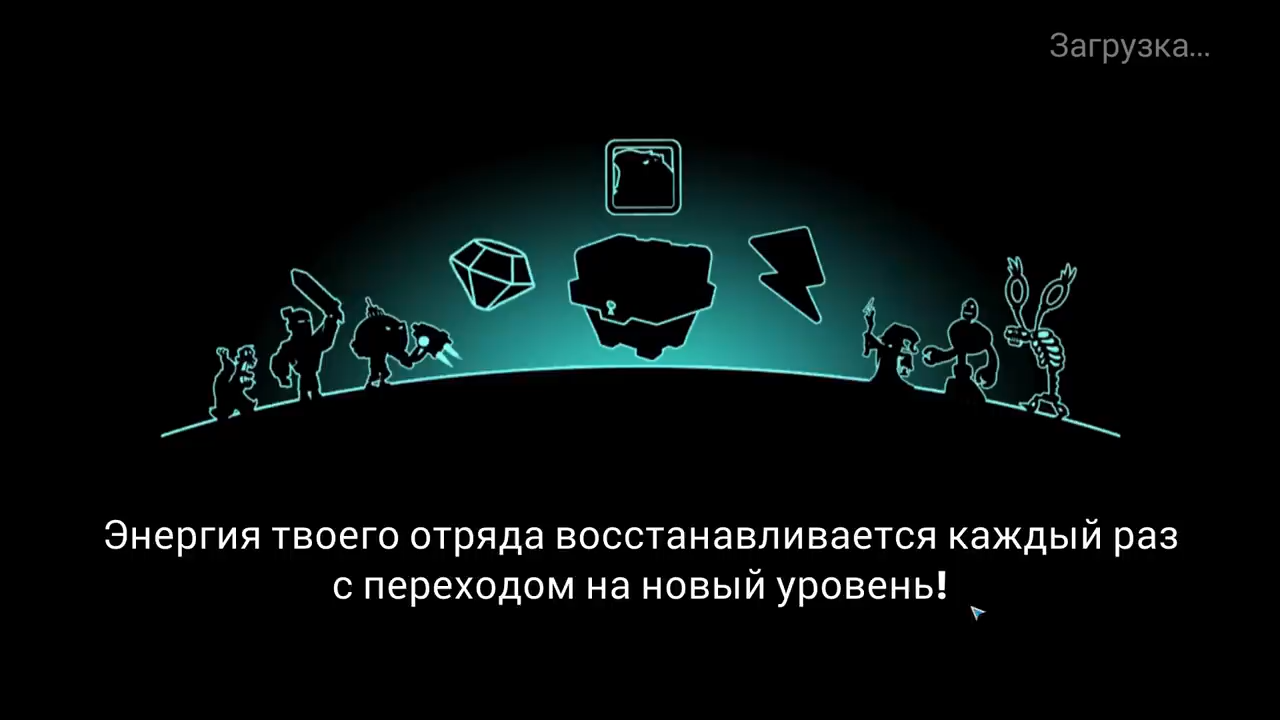 Загрузка...
Энергия твоего отряда восстанавливается каждый раз
с переходом на новый уровень!